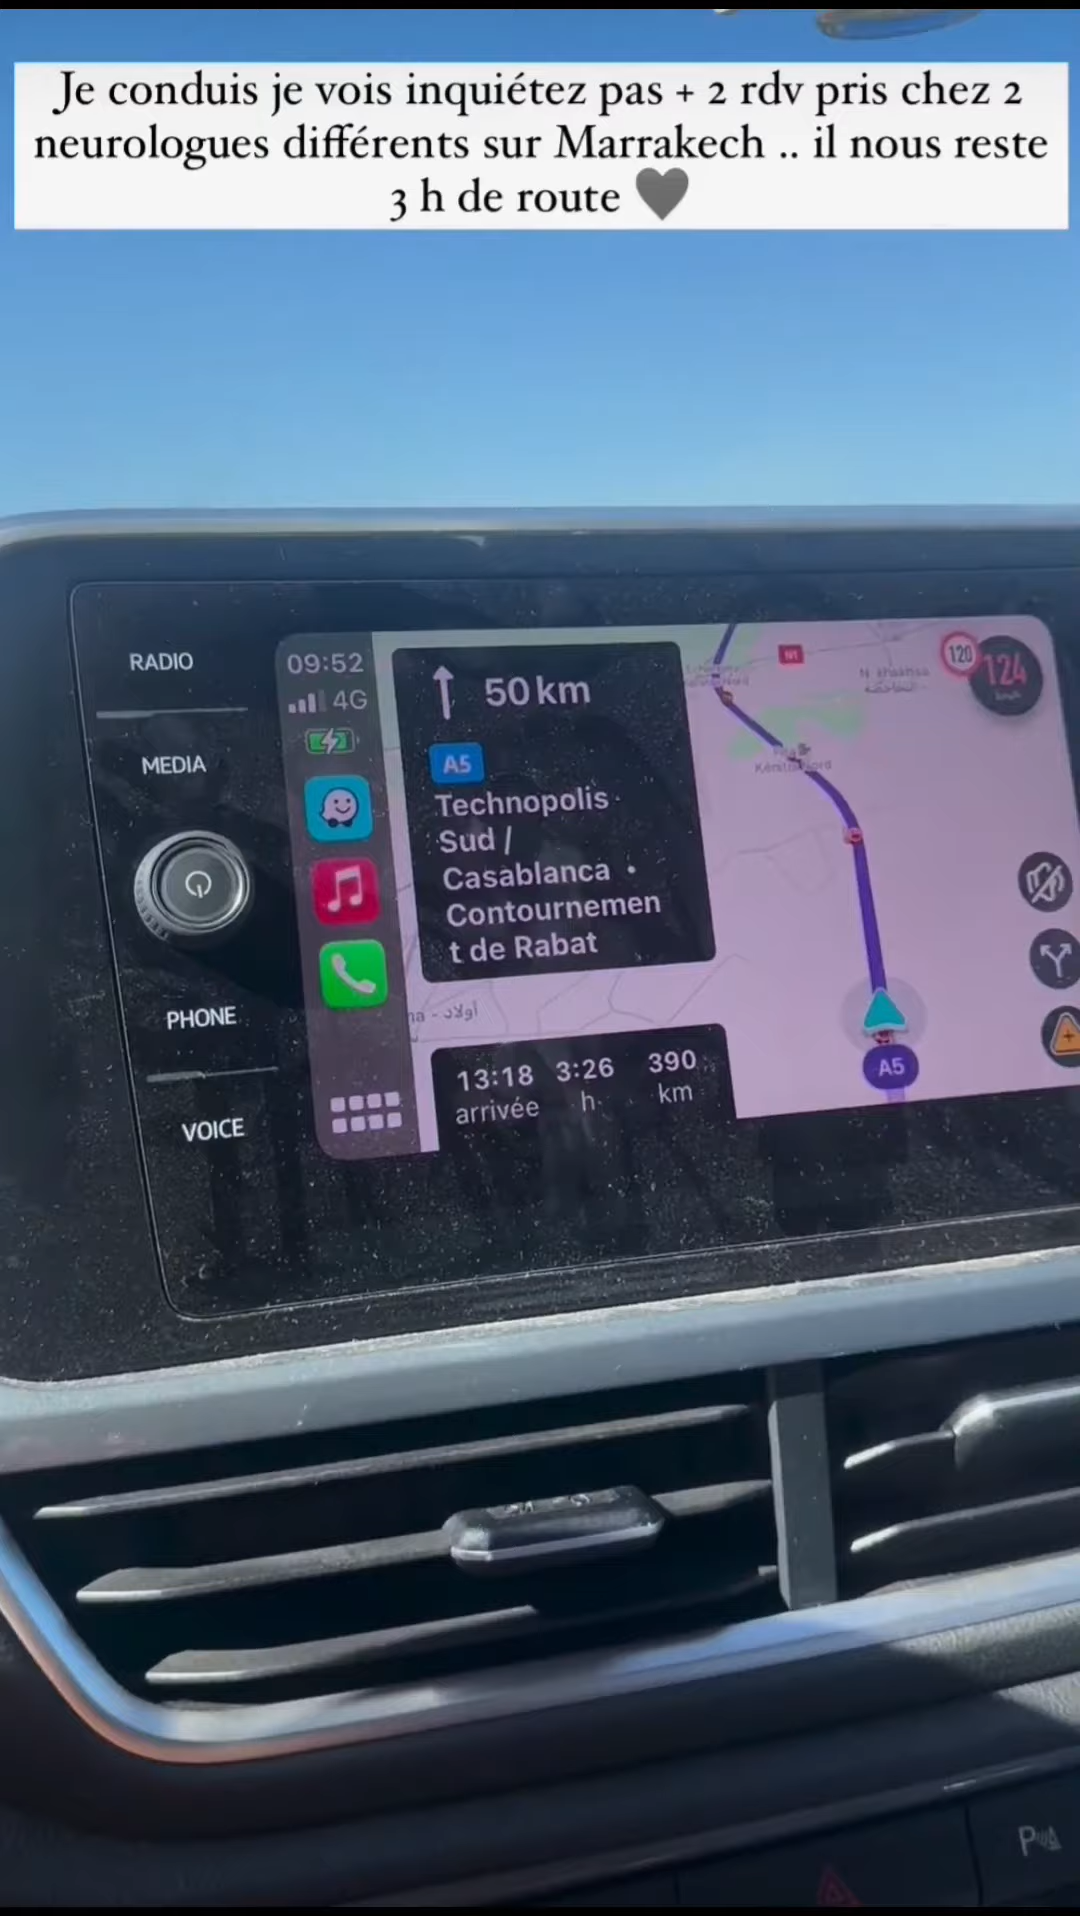 Je conduis je vois inquiétez pas + 2 rdv pris chez 2
neurologues différents sur Marrakech .. il nous reste
3 h de route 🖤
RADIO
MEDIA
PHONE
VOICE
09:52
4G
50 km
A5
Technopolis
Sud /
Casablanca •
Contournemen
t de Rabat
13:18 3:26 390
arrivée h km
N1
120
124
km/h
A5
P